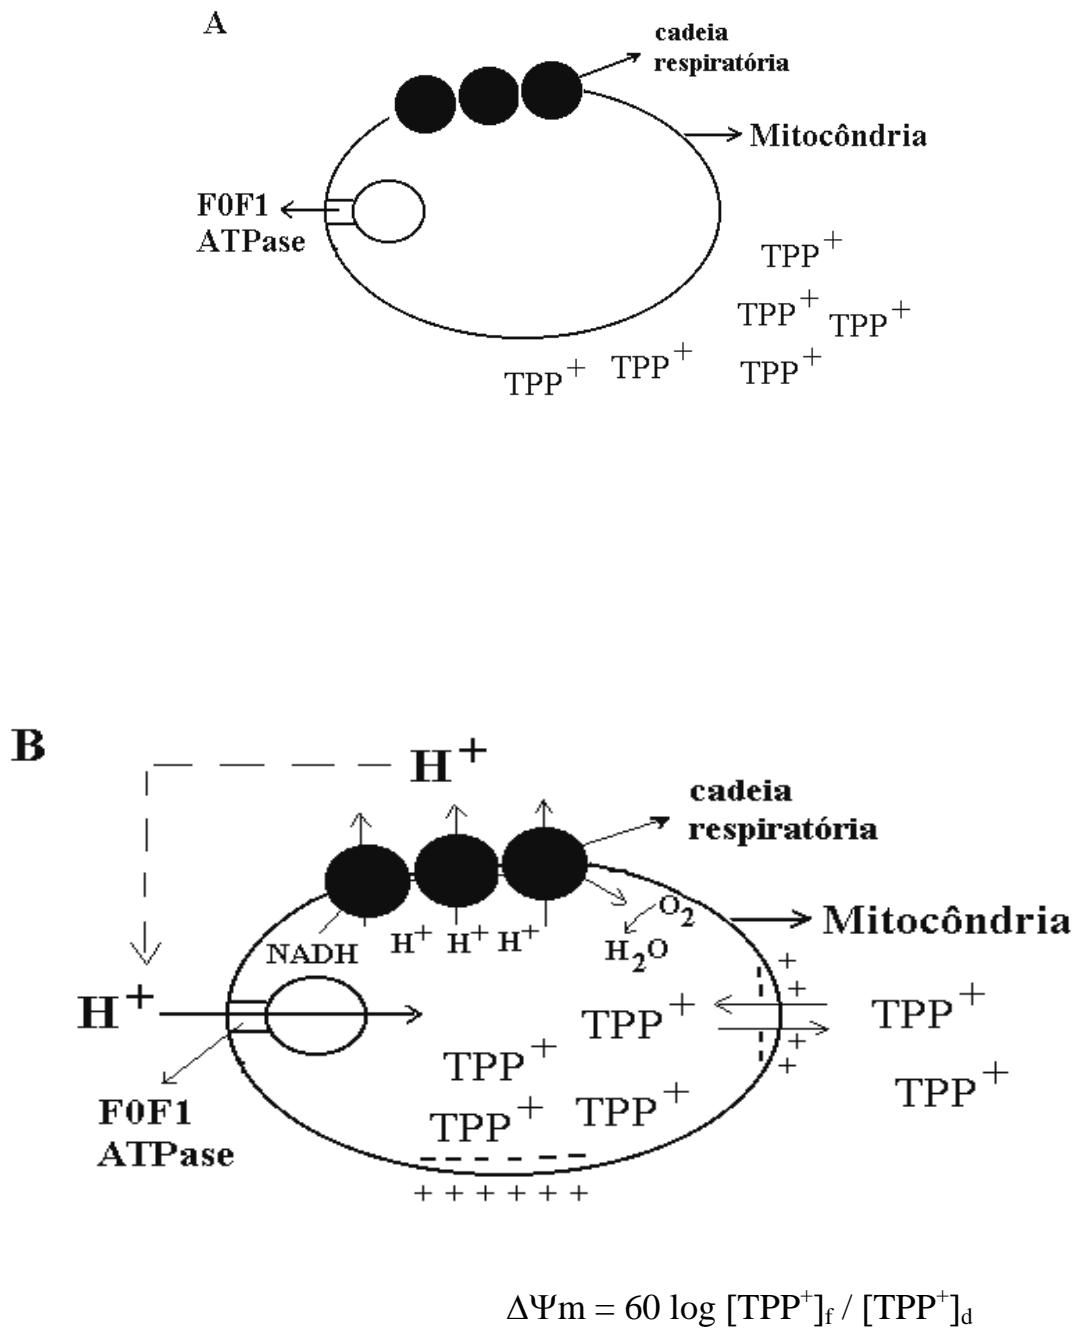 A
cadeia
respiratória
Mitocôndria
F0F1
ATPase
TPP⁺
TPP⁺ TPP⁺
TPP⁺ TPP⁺ TPP⁺
B
H⁺
cadeia
respiratória
O₂
Mitocôndria
NADH H⁺ H⁺ H⁺ H₂O
+
+
H⁺
TPP⁺ TPP⁺
+
+
TPP⁺ TPP⁺
F0F1
ATPase
TPP⁺ TPP⁺
- - - - - -
+ + + + + +
ΔΨm = 60 log [TPP⁺]f / [TPP⁺]d